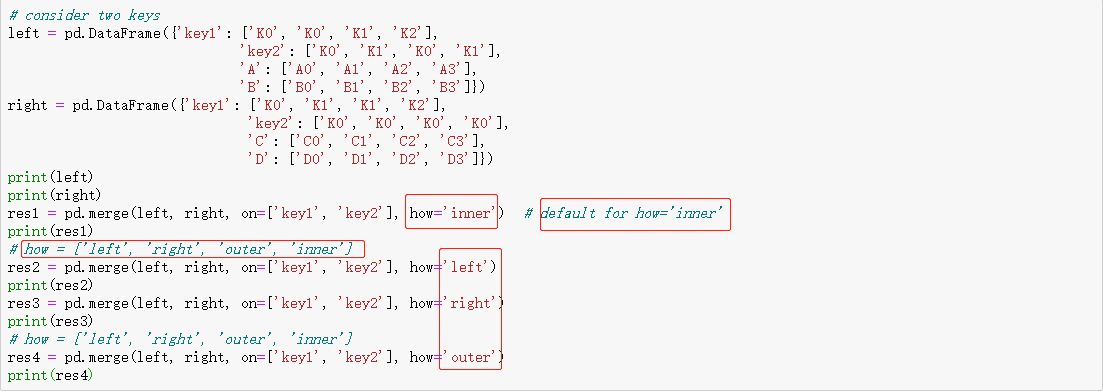 # consider two keys
left = pd.DataFrame({'key1': ['K0', 'K0', 'K1', 'K2'],
'key2': ['K0', 'K1', 'K0', 'K1'],
'A': ['A0', 'A1', 'A2', 'A3'],
'B': ['B0', 'B1', 'B2', 'B3']})
right = pd.DataFrame({'key1': ['K0', 'K1', 'K1', 'K2'],
'key2': ['K0', 'K0', 'K0', 'K0'],
'C': ['C0', 'C1', 'C2', 'C3'],
'D': ['D0', 'D1', 'D2', 'D3']})
print(left)
print(right)
res1 = pd.merge(left, right, on=['key1', 'key2'], how='inner')  # default for how='inner'
print(res1)
# how = ['left', 'right', 'outer', 'inner']
res2 = pd.merge(left, right, on=['key1', 'key2'], how='left')
print(res2)
res3 = pd.merge(left, right, on=['key1', 'key2'], how='right')
print(res3)
# how = ['left', 'right', 'outer', 'inner']
res4 = pd.merge(left, right, on=['key1', 'key2'], how='outer')
print(res4)